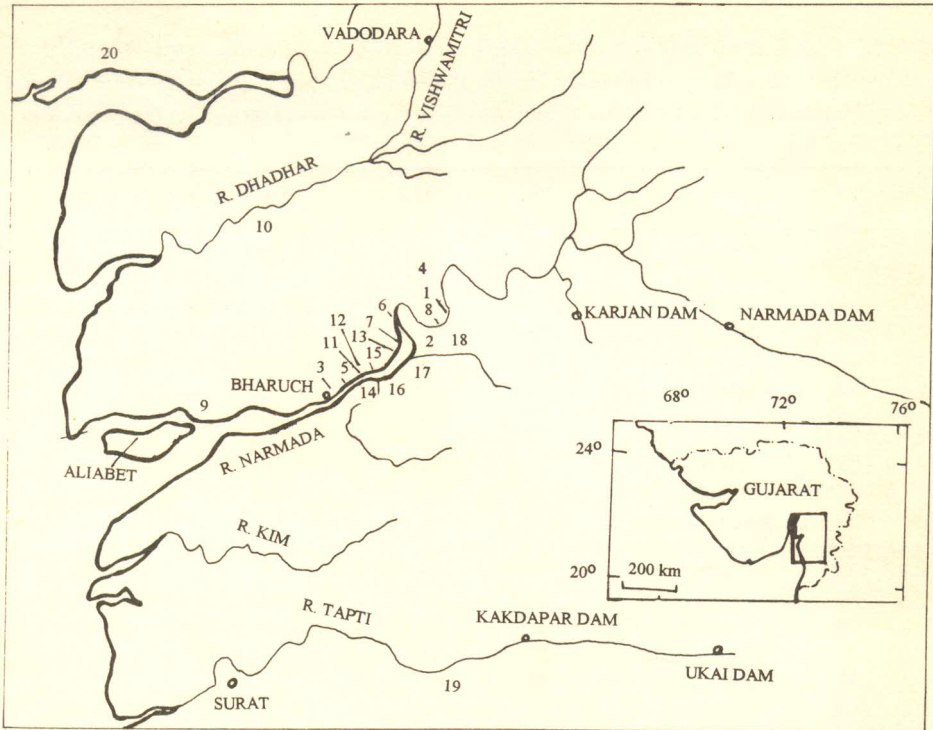 VADODARA
20
R. VISHWAMITRI
R. DHADHAR
10
4
1
8
6
7
2
18
12
13
11
15
3
5
17
14
16
KARJAN DAM
NARMADA DAM
BHARUCH
9
ALIABET
R. NARMADA
68°
72°
76°
24°
GUJARAT
20°
200 km
R. KIM
R. TAPTI
KAKDAPAR DAM
UKAI DAM
19
SURAT